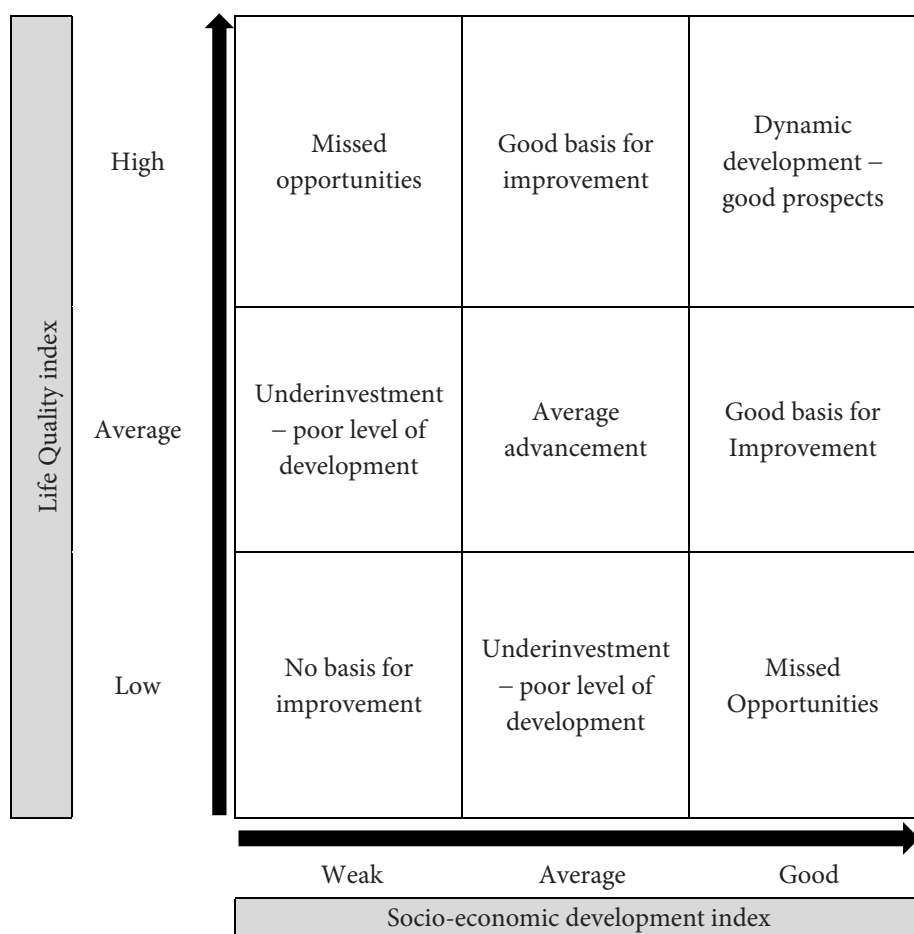 Life Quality index
High
Missed
opportunities
Good basis for
improvement
Dynamic
development –
good prospects
Average
Underinvestment
– poor level of
development
Average
advancement
Good basis for
Improvement
Low
No basis for
improvement
Underinvestment
– poor level of
development
Missed
Opportunities
Weak
Average
Good
Socio-economic development index